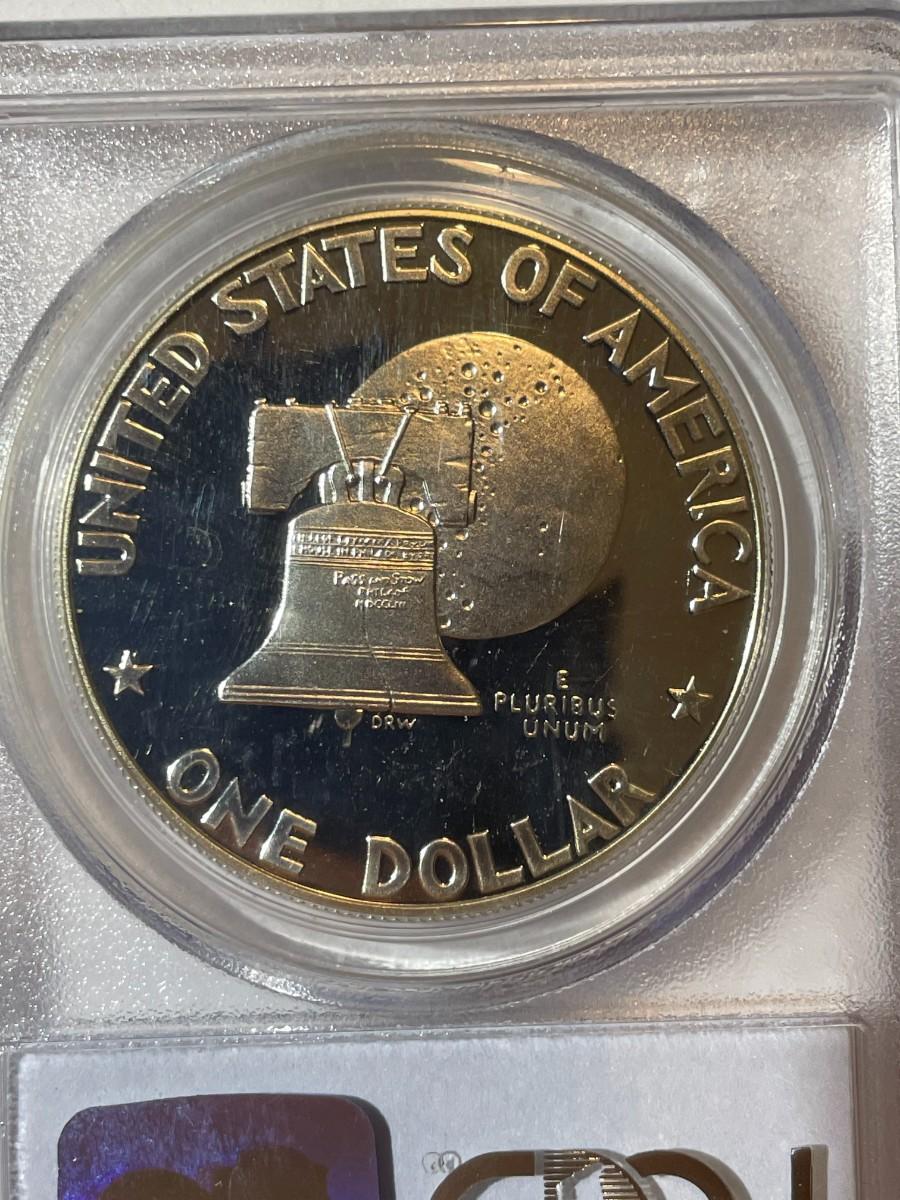 UNITED STATES OF AMERICA
PASS AND STOW
PHILADA
MDCCLIII
E
PLURIBUS
UNUM
DRW
ONE DOLLAR